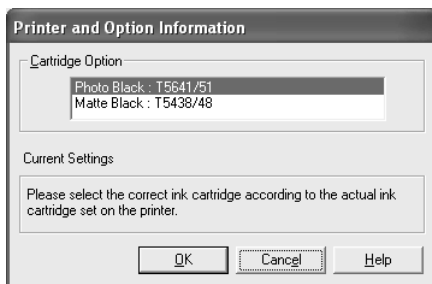 Printer and Option Information
Cartridge Option
Photo Black : T5641/51
Matte Black : T5438/48
Current Settings
Please select the correct ink cartridge according to the actual ink
cartridge set on the printer.
OK
Cancel
Help